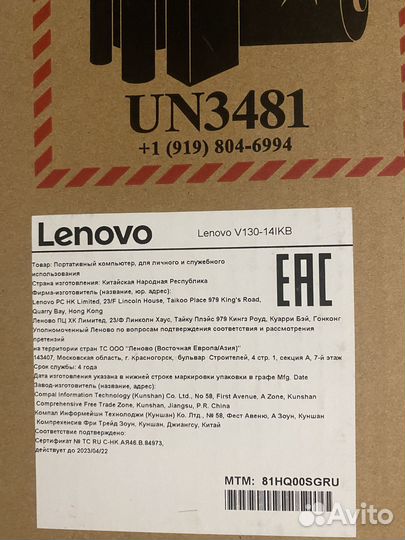 UN3481
+1 (919) 804-6994
Lenovo
Lenovo V130-14IKB
Товар: Портативный компьютер, для личного и служебного
использования
Страна изготовления: Китайская Народная Республика
Фирма-изготовитель (название, юр. адрес):
Lenovo PC HK Limited, 23/F Lincoln House, Taikoo Place 979 King's Road,
Quarry Bay, Hong Kong
Леново ПЦ ХК Лимитед, 23/Ф Линколн Хаус, Тайку Плэйс 979 Кингз Роуд, Куарри Бэй, Гонконг
Уполномоченный Леново по вопросам подтверждения соответствия и рассмотрения
претензий
на территории стран ТС ООО "Леново (Восточная Европа/Азия)"
143407, Московская область, г. Красногорск, бульвар Строителей, 4 стр. 1, секция А, 7-й этаж
Срок службы: 4 года
Дата изготовления указана в нижней строке маркировки упаковки в графе Mfg. Date
Завод-изготовитель (название, адрес):
Compal Information Technology (Kunshan) Co. Ltd., No 58, First Avenue, A Zone, Kunshan
Comprehensive Free Trade Zone, Kunshan, Jiangsu, P.R. China
Компал Информейшн Техноподжи (Куншан) Ко. Лтд., № 58, Фест Авеню, А Зоун, Куншан
Компрехенсив Фри Трейд Зоун, Куншан, Джиангсу, Китай
Соответствие подтверждено:
Сертификат № ТС RU C-HK.АЯ46.В.84973,
действует до 2023/04/22
EAC
MTM: 81HQ00SGRU
Avito